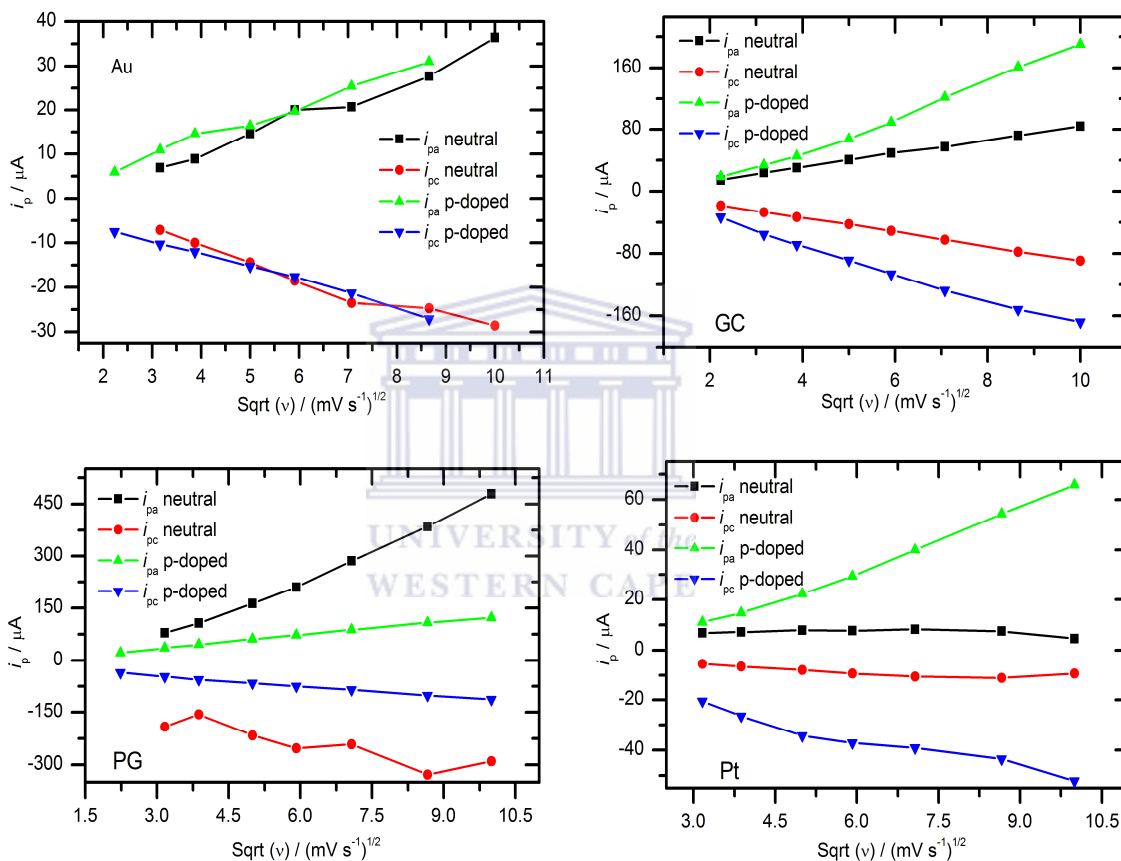 40
30
20
10
0
-10
-20
-30
iₚ / μA
Au
iₚₐ neutral
iₚc neutral
iₚₐ p-doped
iₚc p-doped
2 3 4 5 6 7 8 9 10 11
Sqrt (ν) / (mV s⁻¹)¹/²
160
80
0
-80
-160
iₚ / μA
iₚₐ neutral
iₚc neutral
iₚₐ p-doped
iₚc p-doped
GC
2 4 6 8 10
Sqrt (ν) / (mV s⁻¹)¹/²
UNIVERSITY of the
WESTERN CAPE
450
300
150
0
-150
-300
iₚ / μA
iₚₐ neutral
iₚc neutral
iₚₐ p-doped
iₚc p-doped
PG
1.5 3.0 4.5 6.0 7.5 9.0 10.5
Sqrt (ν) / (mV s⁻¹)¹/²
60
40
20
0
-20
-40
iₚ / μA
iₚₐ neutral
iₚc neutral
iₚₐ p-doped
iₚc p-doped
Pt
3.0 4.5 6.0 7.5 9.0 10.5
Sqrt (ν) / (mV s⁻¹)¹/²